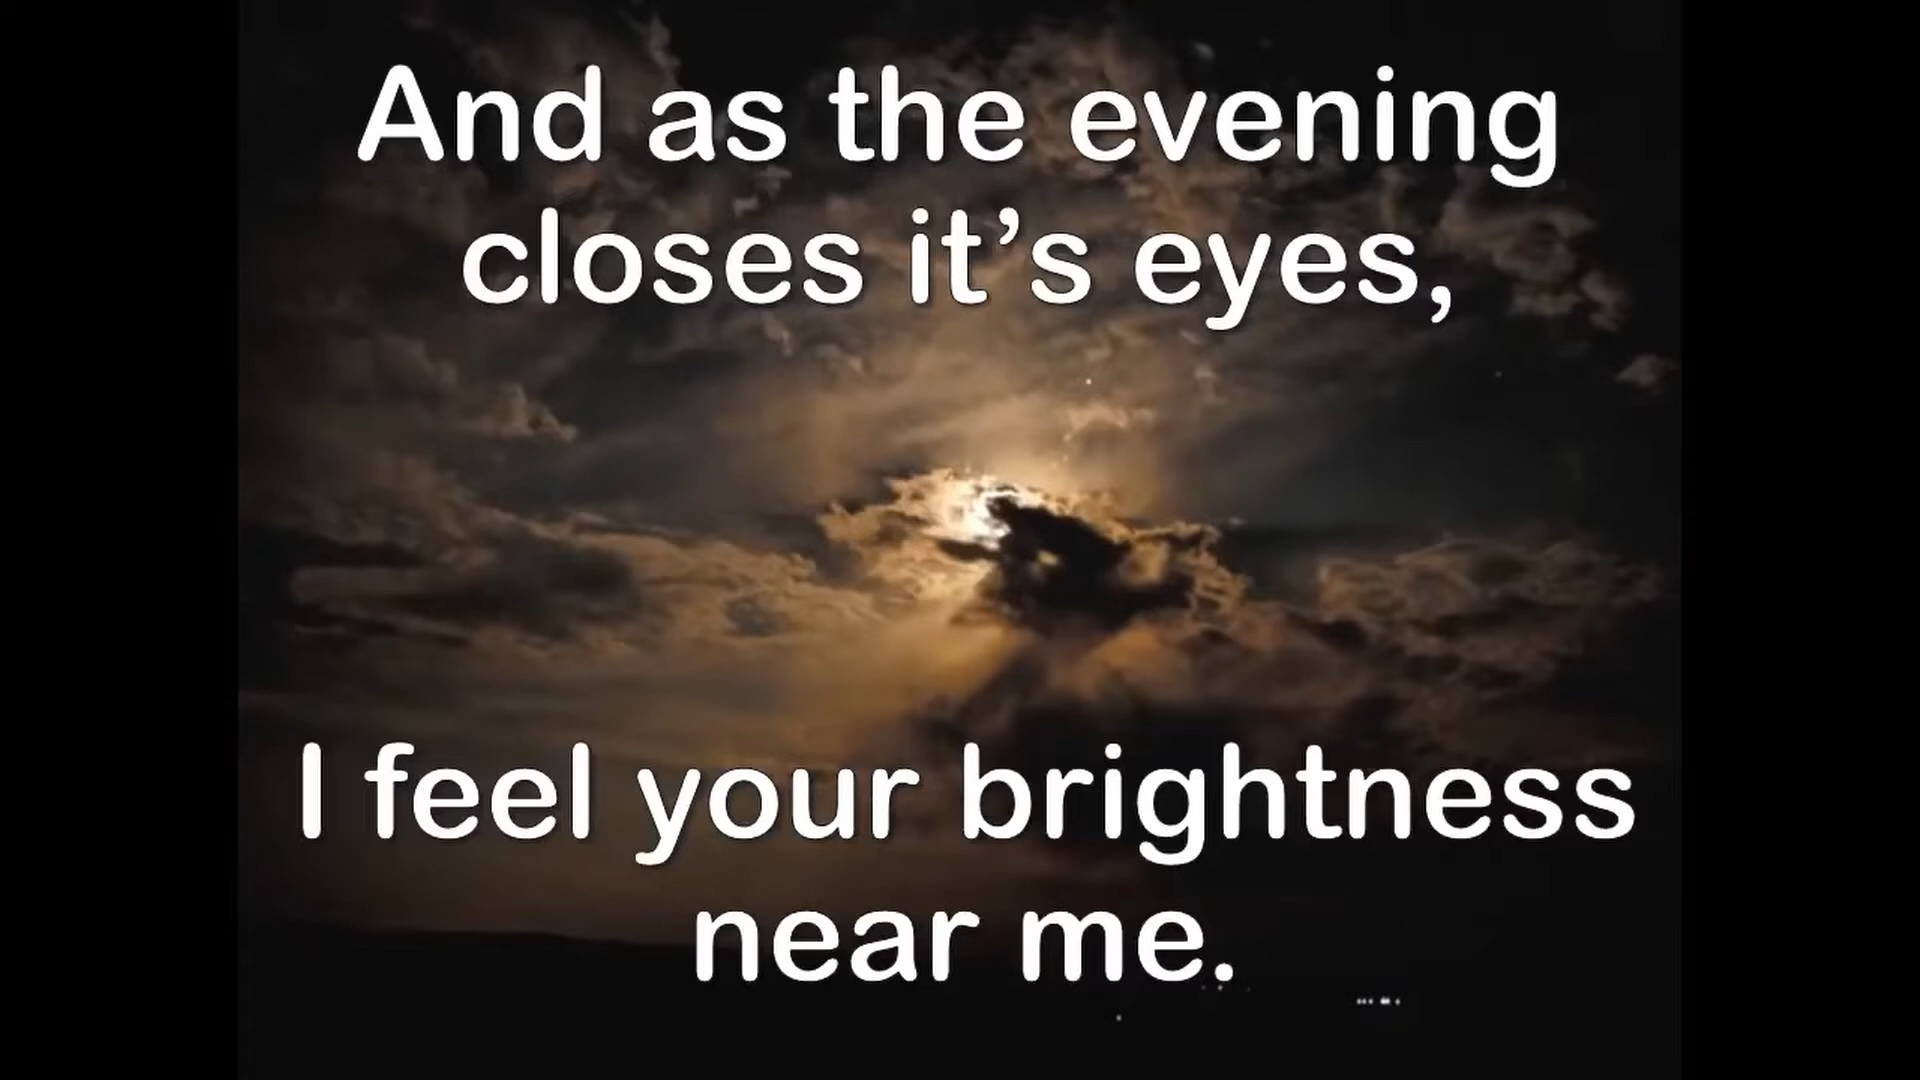 And as the evening
closes it’s eyes,
I feel your brightness
near me.